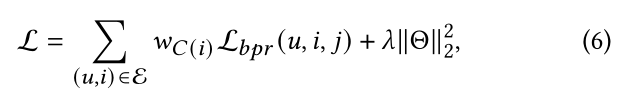 ℒ = ∑_{(u,i)∈ℰ} w_{C(i)} ℒ_{bpr}(u, i, j) + λ‖Θ‖₂², (6)